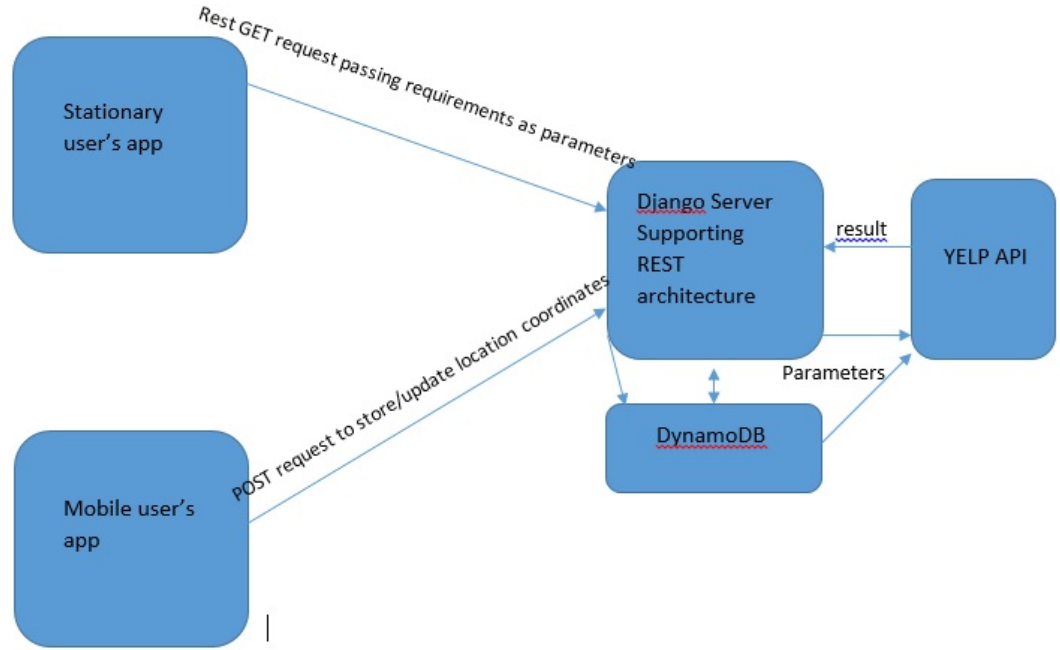 Rest GET request passing requirements as parameters
Stationary
user's app
Django Server
Supporting
REST
architecture
result
YELP API
POST request to store/update location coordinates
Parameters
DynamoDB
Mobile user's
app